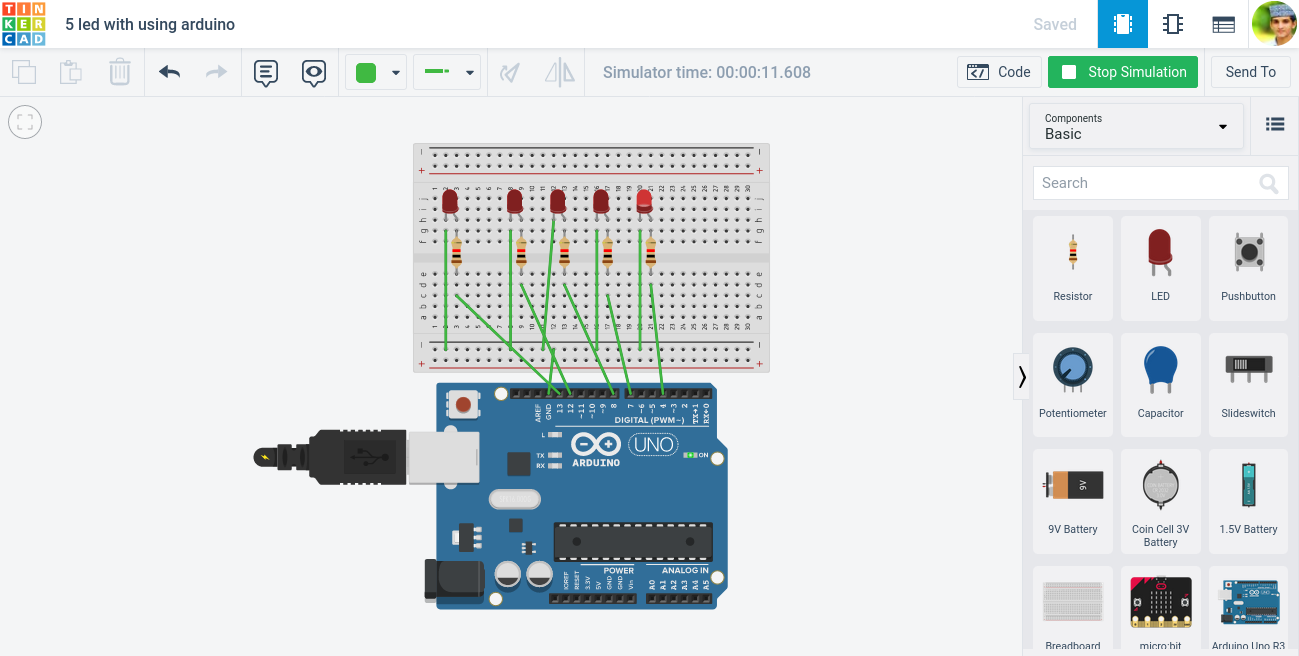 TIN
KER
CAD
5 led with using arduino
Saved
Simulator time: 00:00:11.608
Code
Stop Simulation
Send To
Components
Basic
Search
Resistor
LED
Pushbutton
Potentiometer
Capacitor
Slideswitch
9V
9V Battery
Coin Cell 3V
Battery
1.5V Battery
Breadboard
micro:bit
Arduino Uno R3
j
i
h
g
f
e
d
c
b
a
AREF
GND
13
12
~11
~10
~9
8
7
~6
~5
4
~3
2
TX→1
RX←0
DIGITAL (PWM~)
L
TX
RX
ARDUINO
UNO
ON
POWER
ANALOG IN
IOREF
RESET
3.3V
5V
GND
GND
Vin
A0
A1
A2
A3
A4
A5